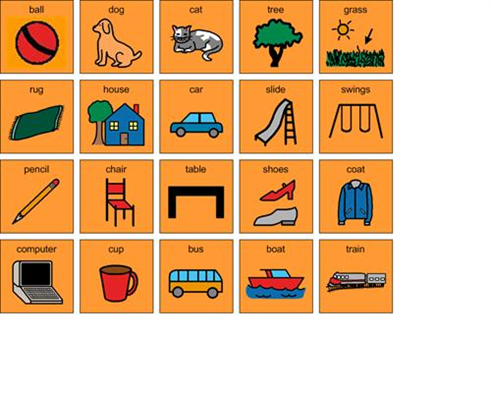 ball dog cat tree grass
rug house car slide swings
pencil chair table shoes coat
computer cup bus boat train